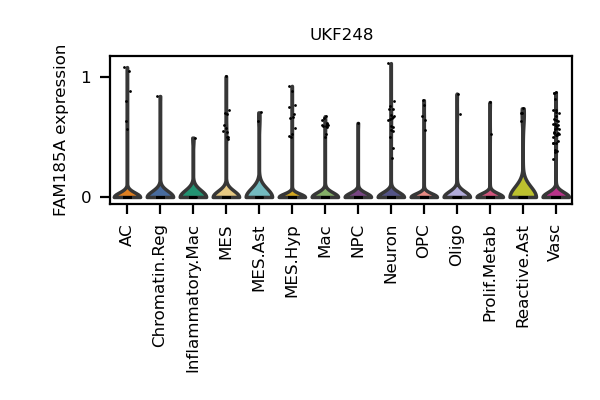 UKF248
FAM185A expression
1
0
AC
Chromatin.Reg
Inflammatory.Mac
MES
MES.Ast
MES.Hyp
Mac
NPC
Neuron
OPC
Oligo
Prolif.Metab
Reactive.Ast
Vasc